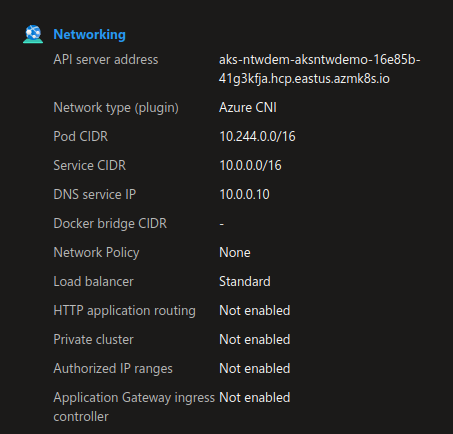 Networking
API server address aks-ntwdem-aksntwdemo-16e85b-
41g3kfja.hcp.eastus.azmk8s.io
Network type (plugin) Azure CNI
Pod CIDR 10.244.0.0/16
Service CIDR 10.0.0.0/16
DNS service IP 10.0.0.10
Docker bridge CIDR -
Network Policy None
Load balancer Standard
HTTP application routing Not enabled
Private cluster Not enabled
Authorized IP ranges Not enabled
Application Gateway ingress Not enabled
controller